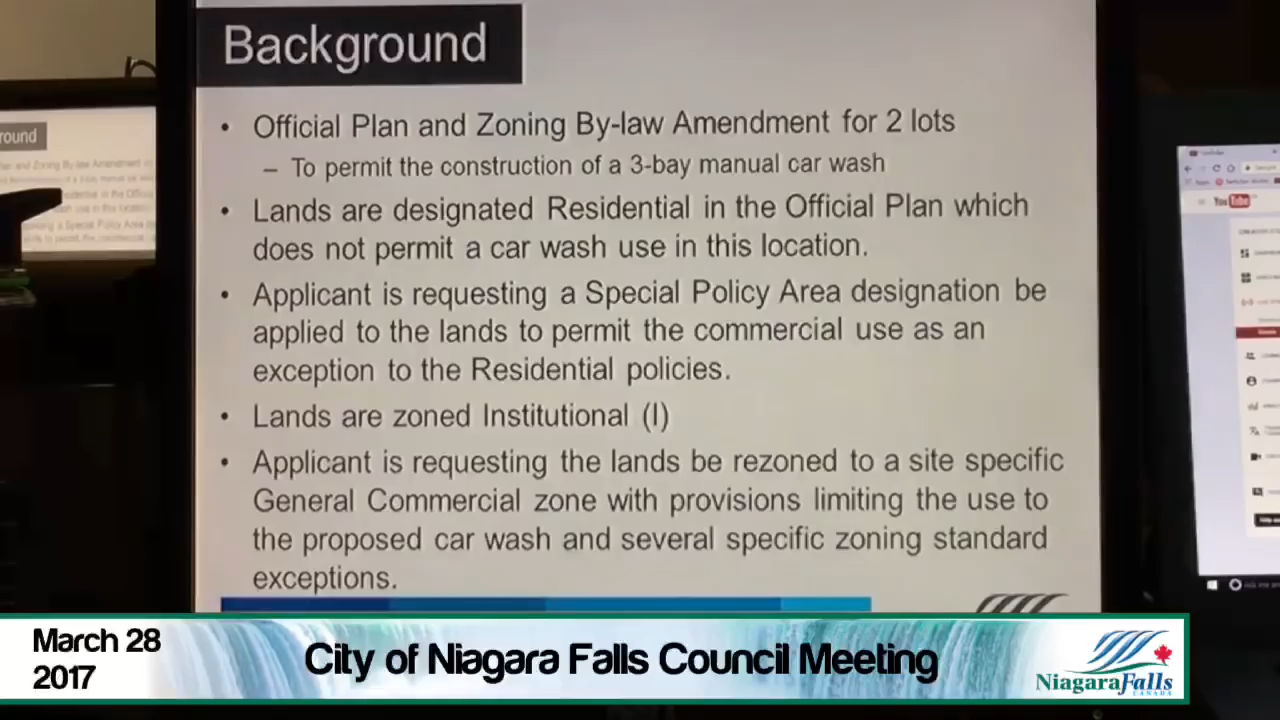 Background
• Official Plan and Zoning By-law Amendment for 2 lots
– To permit the construction of a 3-bay manual car wash
• Lands are designated Residential in the Official Plan which
does not permit a car wash use in this location.
• Applicant is requesting a Special Policy Area designation be
applied to the lands to permit the commercial use as an
exception to the Residential policies.
• Lands are zoned Institutional (I)
• Applicant is requesting the lands be rezoned to a site specific
General Commercial zone with provisions limiting the use to
the proposed car wash and several specific zoning standard
exceptions.
round
YouTube
March 28
2017
City of Niagara Falls Council Meeting
NiagaraFalls
CANADA